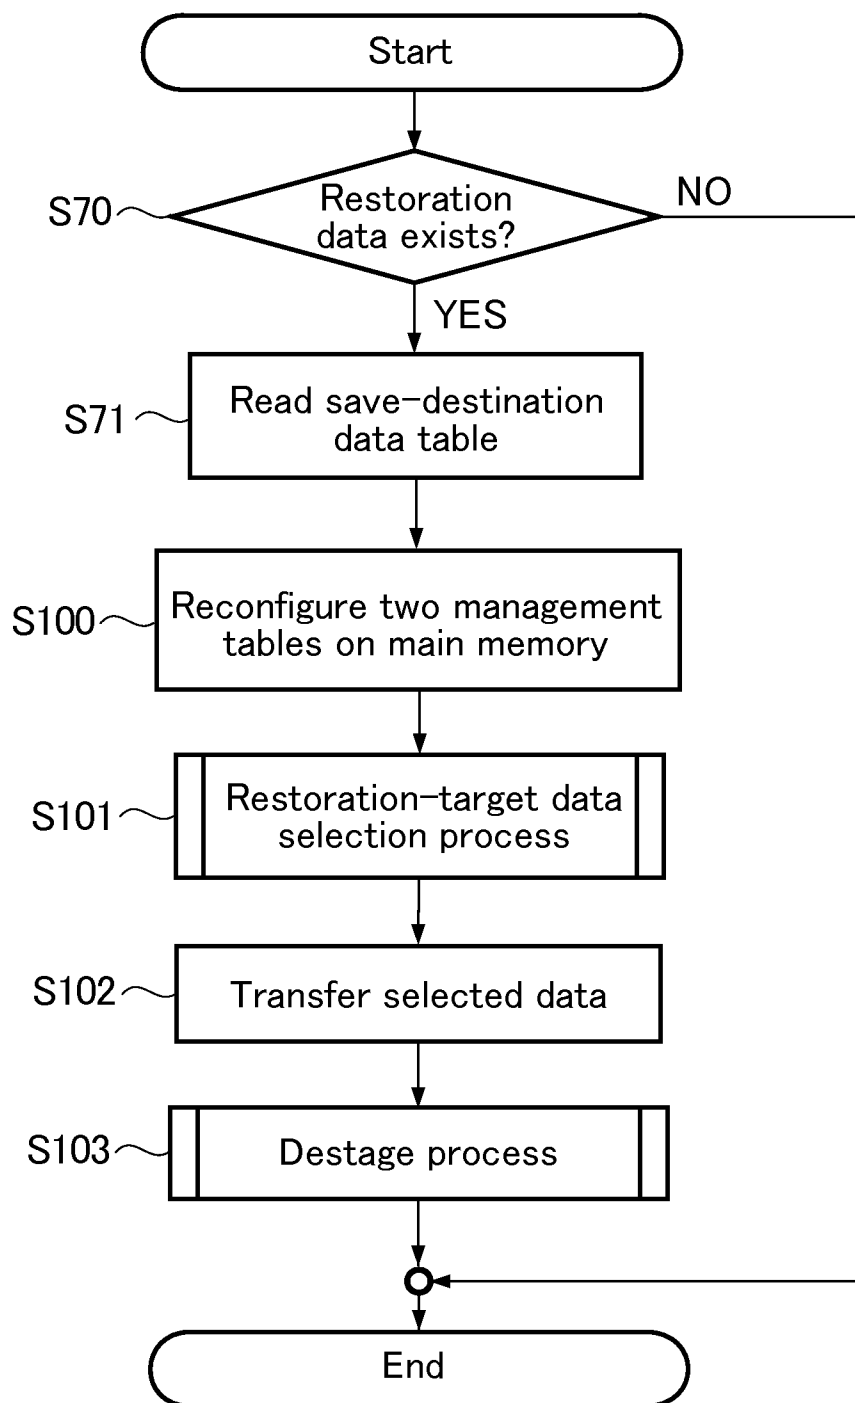 Start
S70
Restoration
data exists?
NO
YES
S71
Read save-destination
data table
S100
Reconfigure two management
tables on main memory
S101
Restoration-target data
selection process
S102
Transfer selected data
S103
Destage process
End